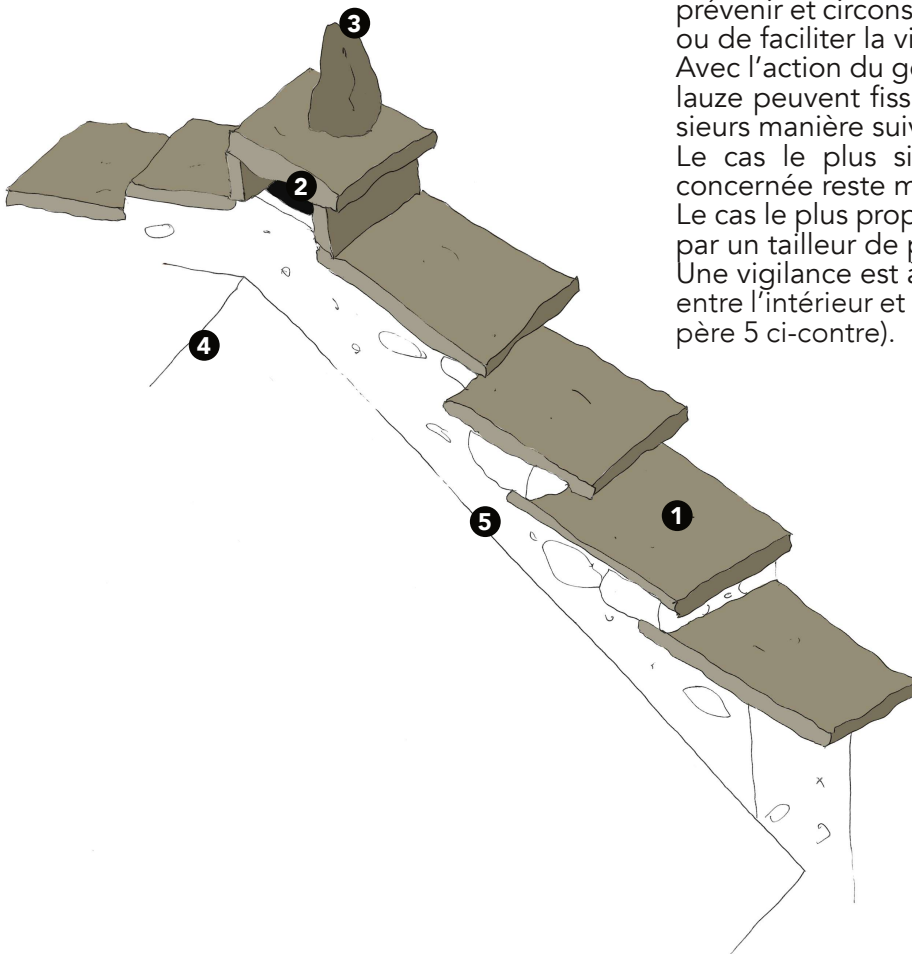 prévenir et circons
ou de faciliter la vi
Avec l’action du ge
lauze peuvent fiss
sieurs manière suiv
Le cas le plus si
concernée reste m
Le cas le plus prop
par un tailleur de p
Une vigilance est a
entre l’intérieur et
père 5 ci-contre).
3
2
4
5
1